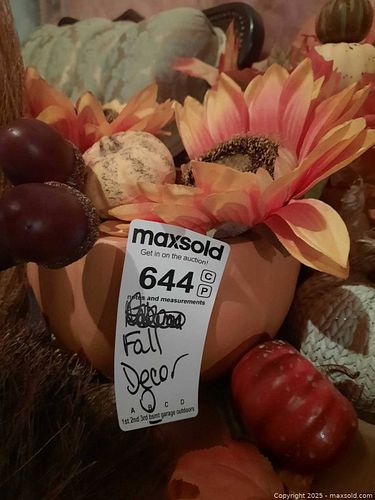 maxsold
Get in on the auction!
644 C
P
notes and measurements
Fall
Decor
A B C D
1st 2nd 3rd bsmt garage outdoors
Copyright 2025 - maxsold.com